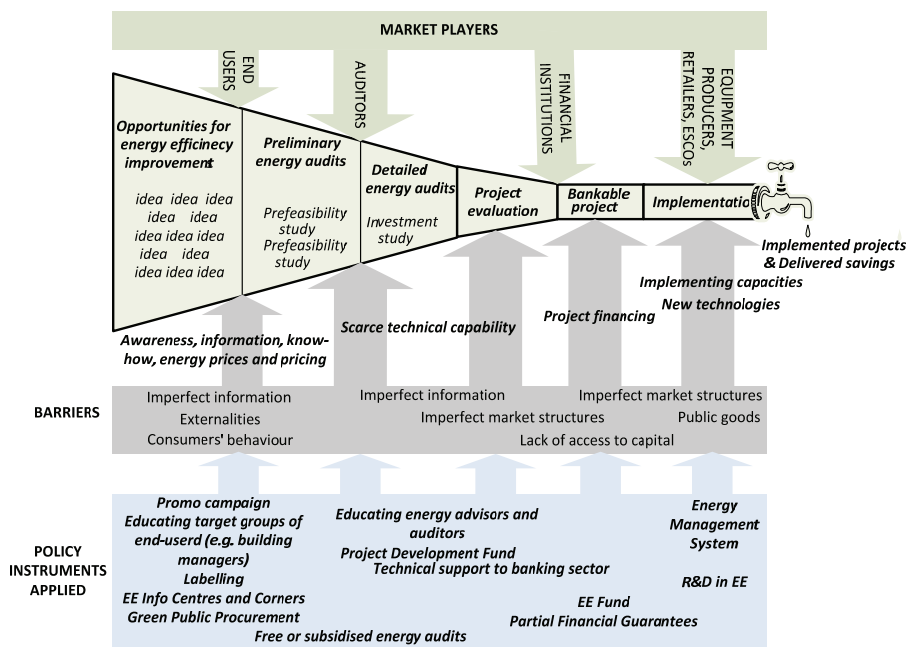 MARKET PLAYERS
END
USERS
AUDITORS
FINANCIAL
INSTITUTIONS
EQUIPMENT
PRODUCERS,
RETAILERS, ESCOs
Opportunities for
energy efficinecy
improvement
idea idea idea
idea idea
idea idea idea
idea idea
idea idea idea
Preliminary
energy audits
Prefeasibility
study
Prefeasibility
study
Detailed
energy audits
Investment
study
Project
evaluation
Bankable
project
Implementatio
Implemented projects
& Delivered savings
Implementing capacities
New technologies
Project financing
Scarce technical capability
Awareness, information, know-
how, energy prices and pricing
BARRIERS
Imperfect information
Externalities
Consumers' behaviour
Imperfect information
Imperfect market structures
Lack of access to capital
Imperfect market structures
Public goods
POLICY
INSTRUMENTS
APPLIED
Promo campaign
Educating target groups of
end-userd (e.g. building
managers)
Labelling
EE Info Centres and Corners
Green Public Procurement
Free or subsidised energy audits
Educating energy advisors and
auditors
Project Development Fund
Technical support to banking sector
EE Fund
Partial Financial Guarantees
Energy
Management
System
R&D in EE